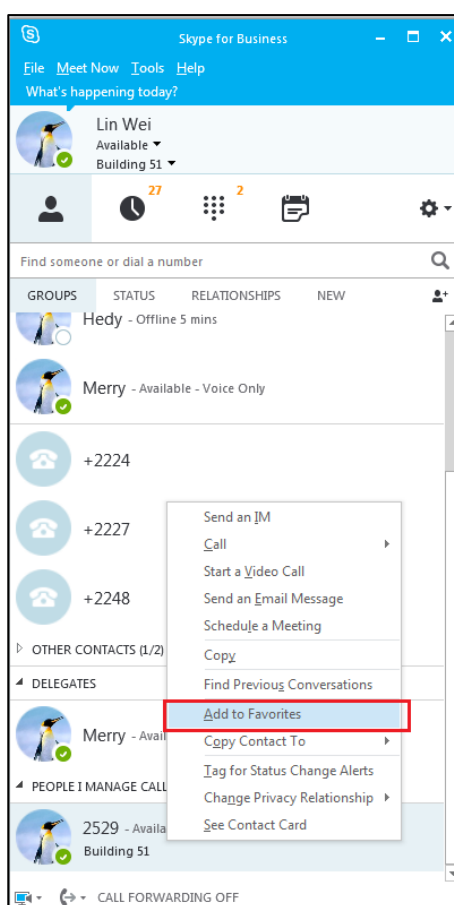 Skype for Business
File Meet Now Tools Help
What's happening today?
Lin Wei
Available
Building 51
27
2
Find someone or dial a number
GROUPS STATUS RELATIONSHIPS NEW
Hedy - Offline 5 mins
Merry - Available - Voice Only
+2224
+2227
+2248
OTHER CONTACTS (1/2)
DELEGATES
Merry - Avail
PEOPLE I MANAGE CALL
2529 - Availa
Building 51
Send an IM
Call
Start a Video Call
Send an Email Message
Schedule a Meeting
Copy
Find Previous Conversations
Add to Favorites
Copy Contact To
Tag for Status Change Alerts
Change Privacy Relationship
See Contact Card
CALL FORWARDING OFF